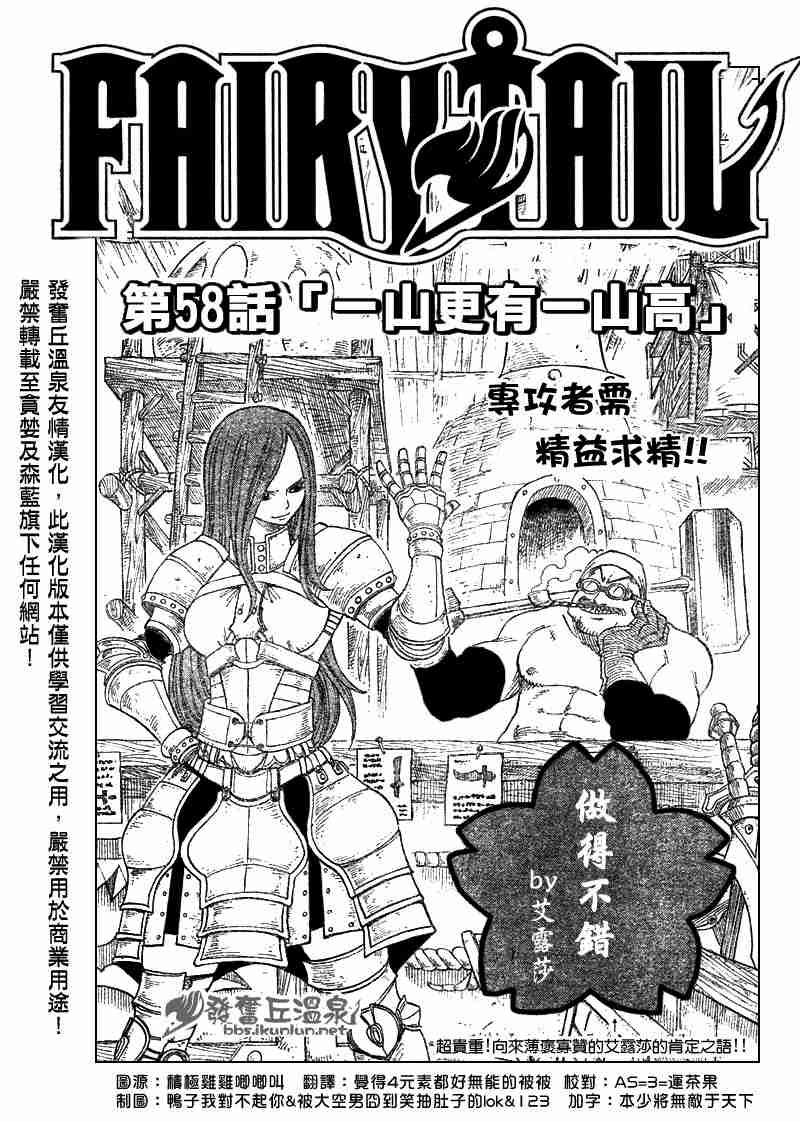 FAIRY TAIL
第58話「一山更有一山高」
專攻者需
精益求精!!
發奮丘溫泉友情漢化，此漢化版本僅供學習交流之用，嚴禁用於商業用途！
嚴禁轉載至貪婪及森藍旗下任何網站！
做得不錯
by艾露莎
發奮丘溫泉
bbs.ikunlun.net
超貴重!向來薄褒寡贊的艾露莎的肯定之語!!
圖源：積極雞雞唧唧叫 翻譯：覺得4元素都好無能的被被 校對：AS=3=運茶果
制圖：鴨子我對不起你&被大空男囧到笑抽肚子的lok&123 加字：本少將無敵于天下